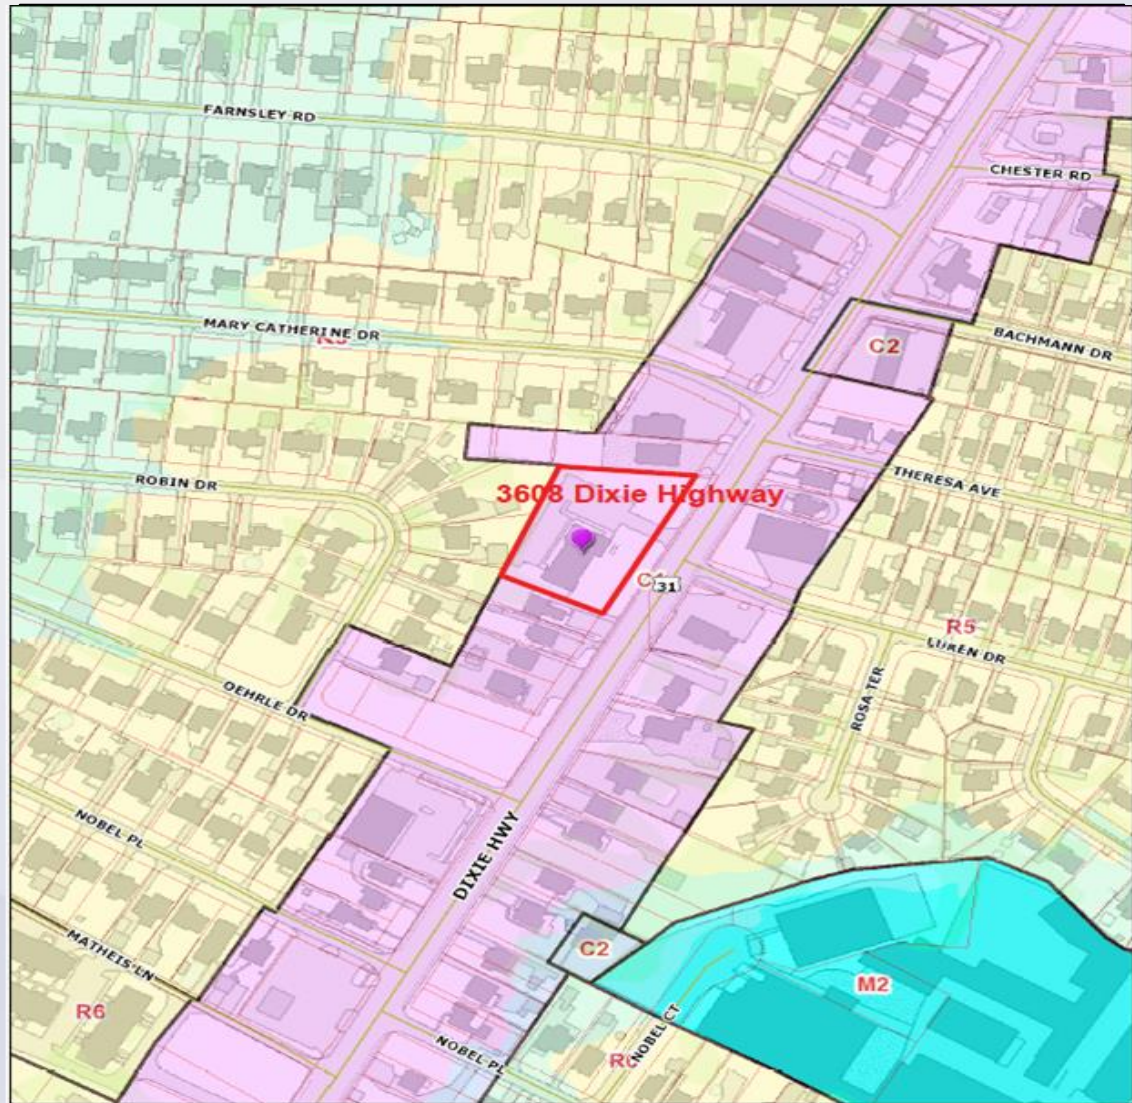 FARNSLEY RD
CHESTER RD
MARY CATHERINE DR
BACHMANN DR
C2
THERESA AVE
ROBIN DR
3608 Dixie Highway
31
R5
LUKEN DR
OEHRLE DR
ROSA TER
NOBEL PL
DIXIE HWY
MATHEIS LN
C2
M2
R6
NOBEL CT
NOBEL PL